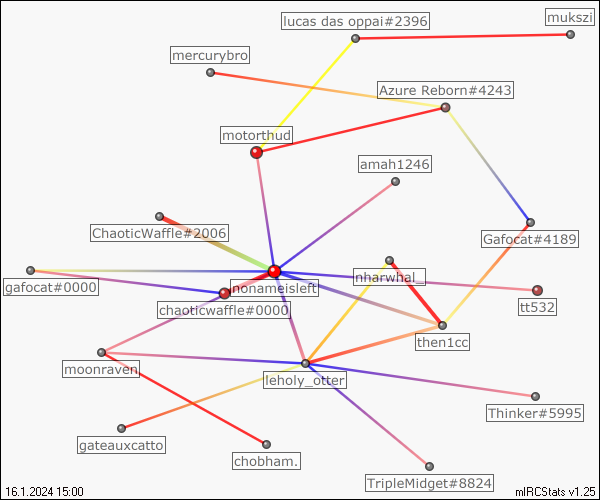 lucas das oppai#2396
mukszi
mercurybro
Azure Reborn#4243
motorthud
amah1246
ChaoticWaffle#2006
Gafocat#4189
nharwhal_
gafocat#0000
nonameisleft
chaoticwaffle#0000
tt532
then1cc
moonraven
leholy_otter
Thinker#5995
gateauxcatto
chobham.
TripleMidget#8824
16.1.2024 15:00
mIRCStats v1.25